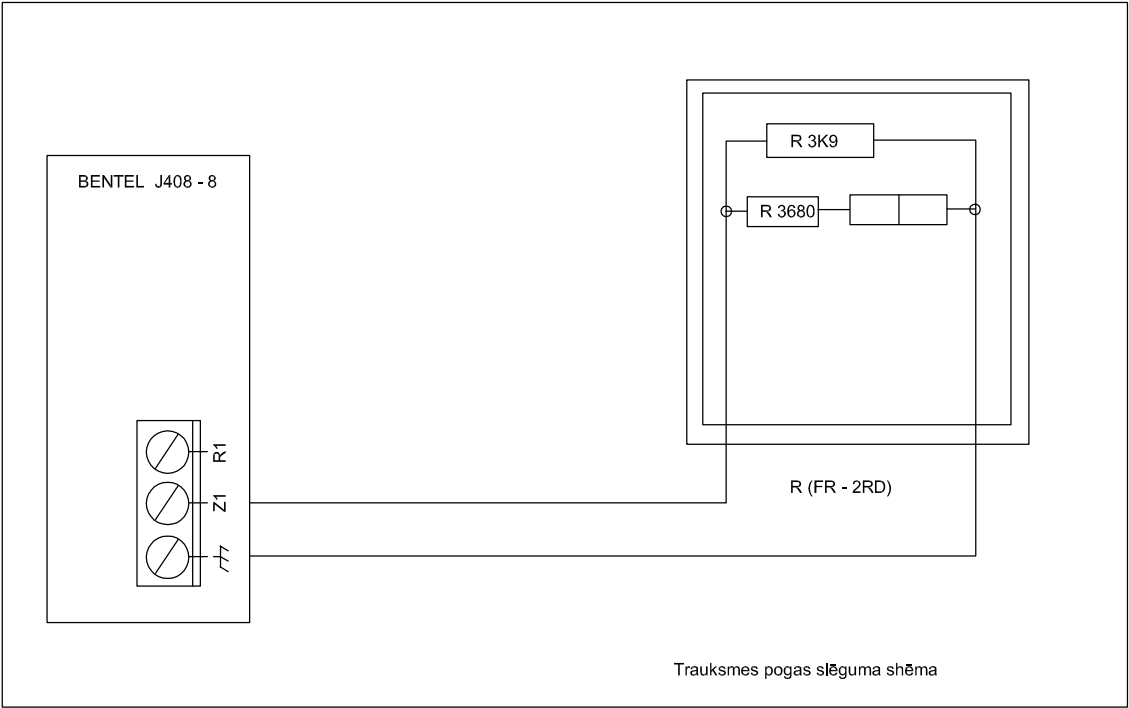 R 3K9
BENTEL J408 - 8
R 3680
R1
Z1
R (FR - 2RD)
Trauksmes pogas slēguma shēma